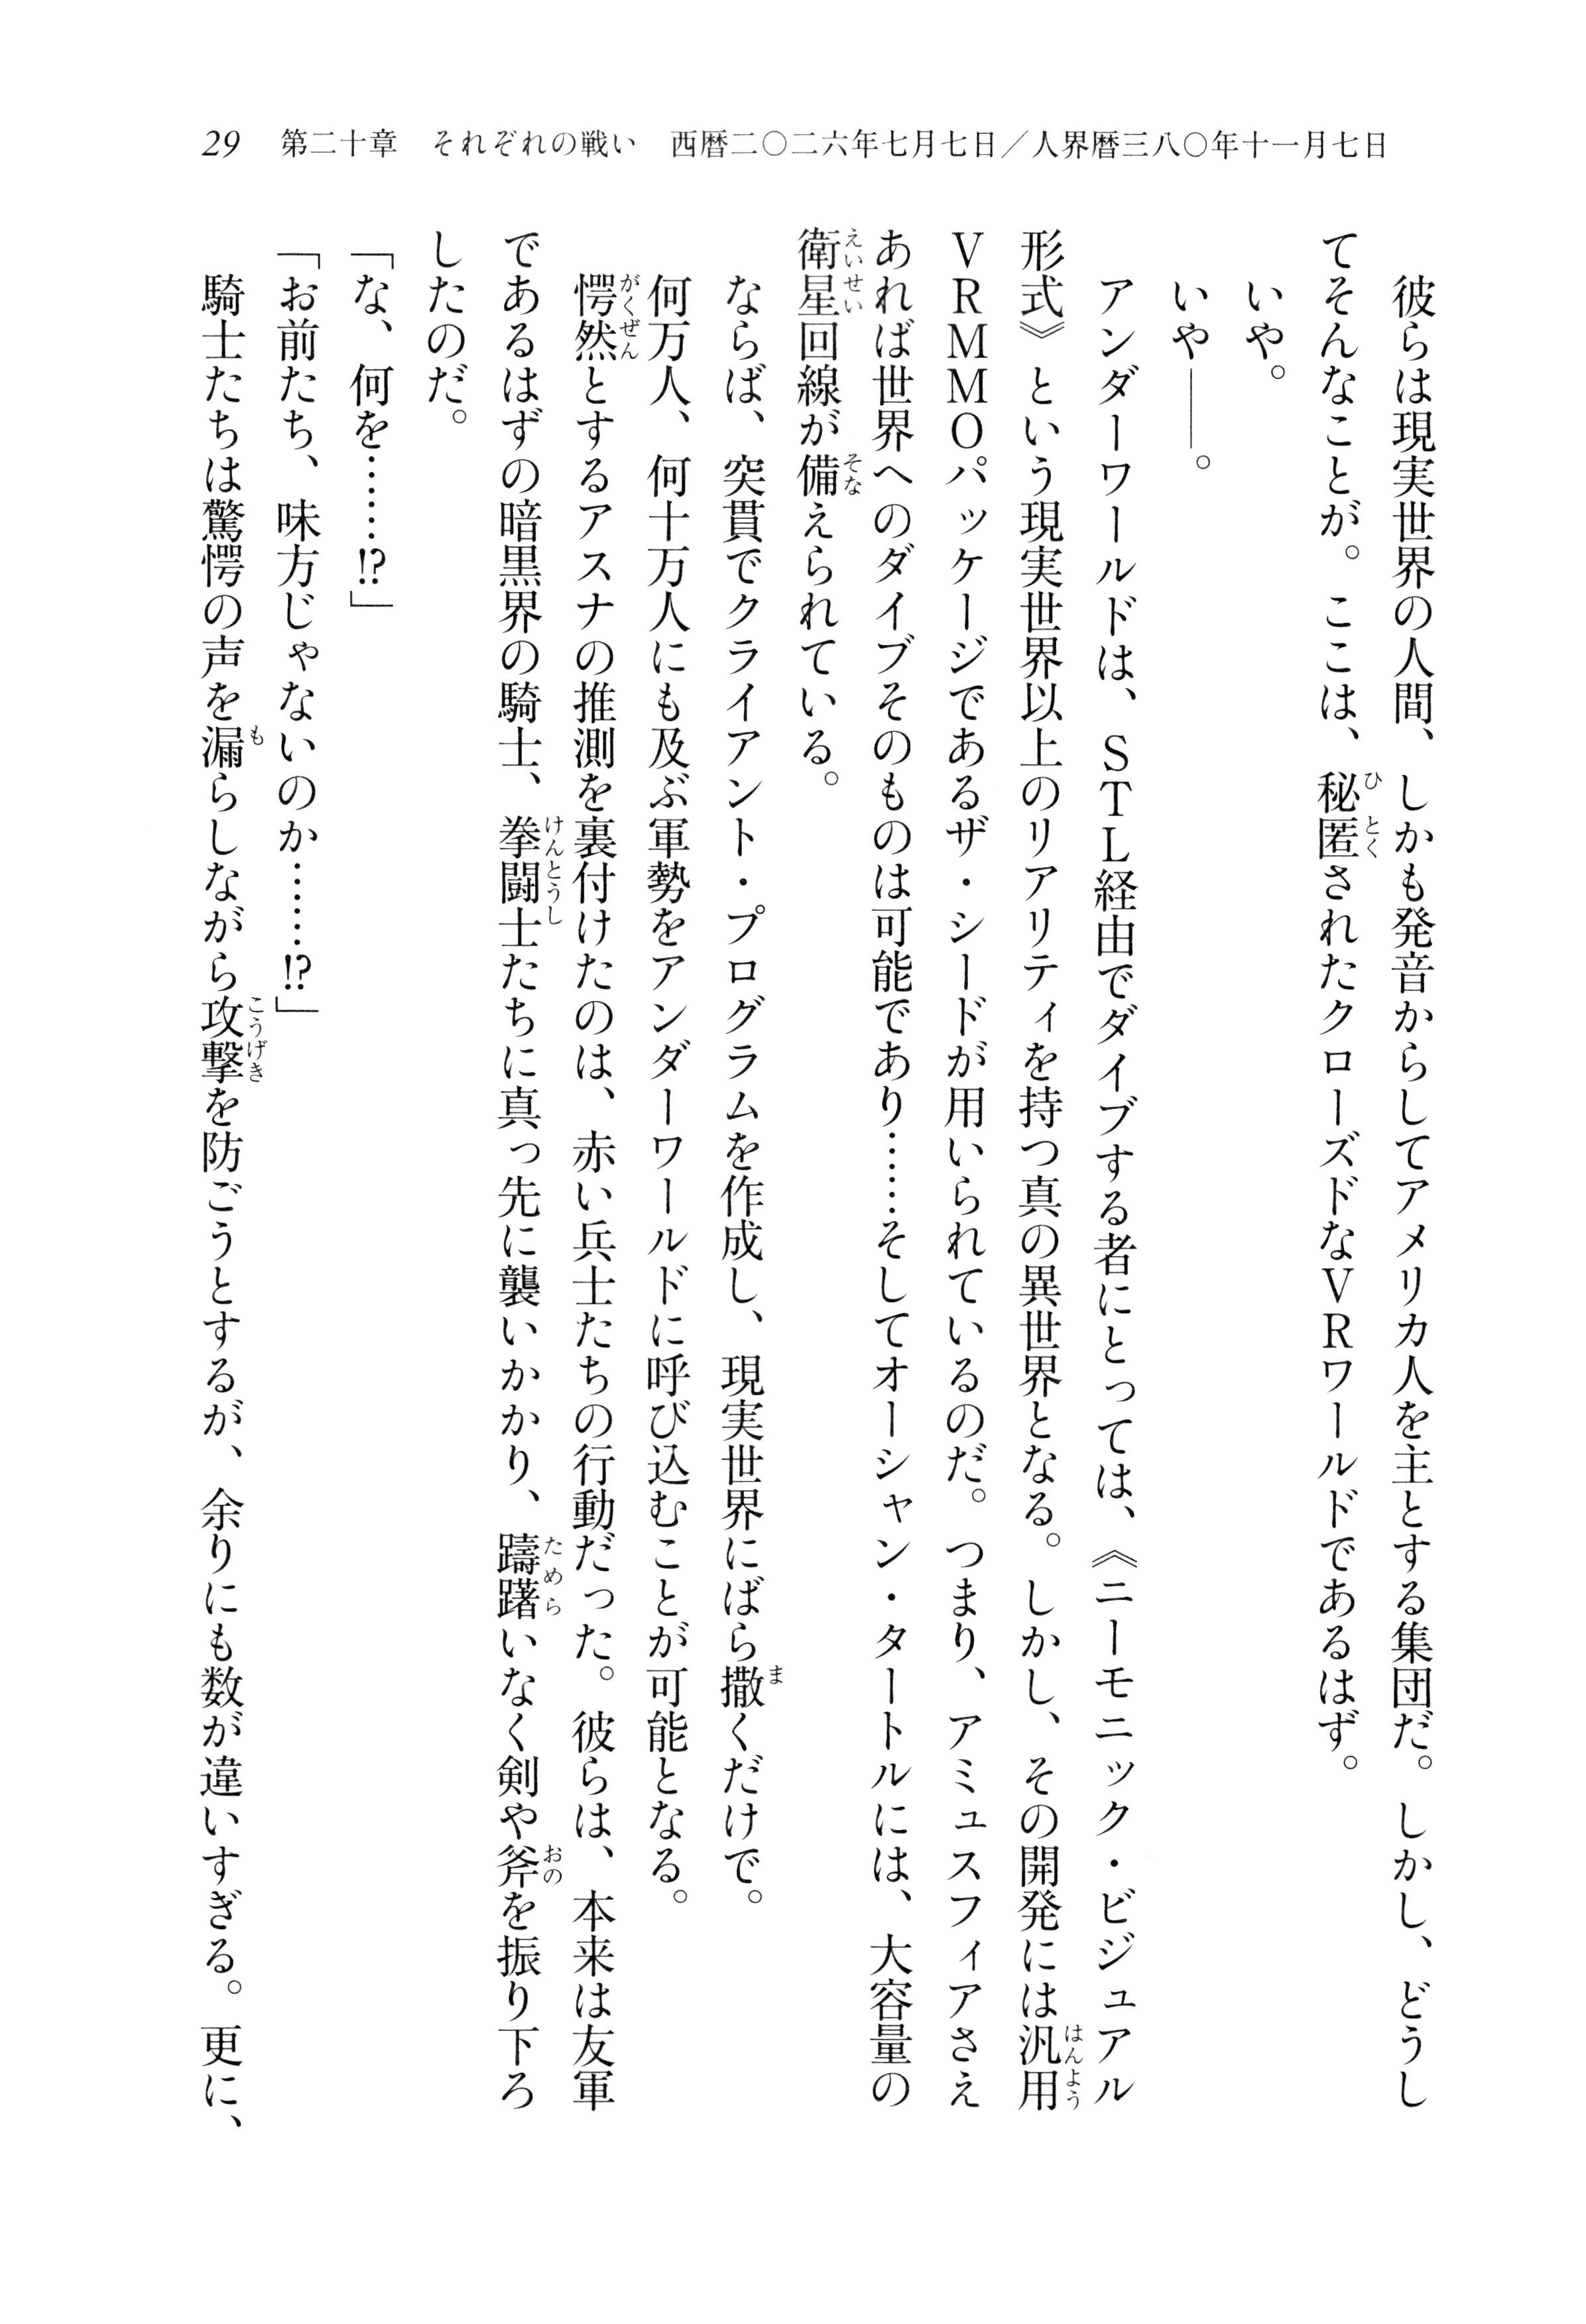 29　第二十章　それぞれの戦い　西暦二〇二六年七月七日／人界暦三八〇年十一月七日
　彼らは現実世界の人間、しかも発音からしてアメリカ人を主とする集団だ。しかし、どうし
てそんなことが。ここは、秘匿されたクローズドなVRワールドであるはず。
　いや。
　いや――。
　アンダーワールドは、STL経由でダイブする者にとっては、《ニーモニック・ビジュアル
形式》という現実世界以上のリアリティを持つ真の異世界となる。しかし、その開発には汎用
VRMMOパッケージであるザ・シードが用いられているのだ。つまり、アミュスフィアさえ
あれば世界へのダイブそのものは可能であり……そしてオーシャン・タートルには、大容量の
衛星回線が備えられている。
　ならば、突貫でクライアント・プログラムを作成し、現実世界にばら撒くだけで。
　何万人、何十万人にも及ぶ軍勢をアンダーワールドに呼び込むことが可能となる。
　愕然とするアスナの推測を裏付けたのは、赤い兵士たちの行動だった。彼らは、本来は友軍
であるはずの暗黒界の騎士、拳闘士たちに真っ先に襲いかかり、躊躇いなく剣や斧を振り下ろ
したのだ。
「な、何を……!?」
「お前たち、味方じゃないのか……!?」
　騎士たちは驚愕の声を漏らしながら攻撃を防ごうとするが、余りにも数が違いすぎる。更に、